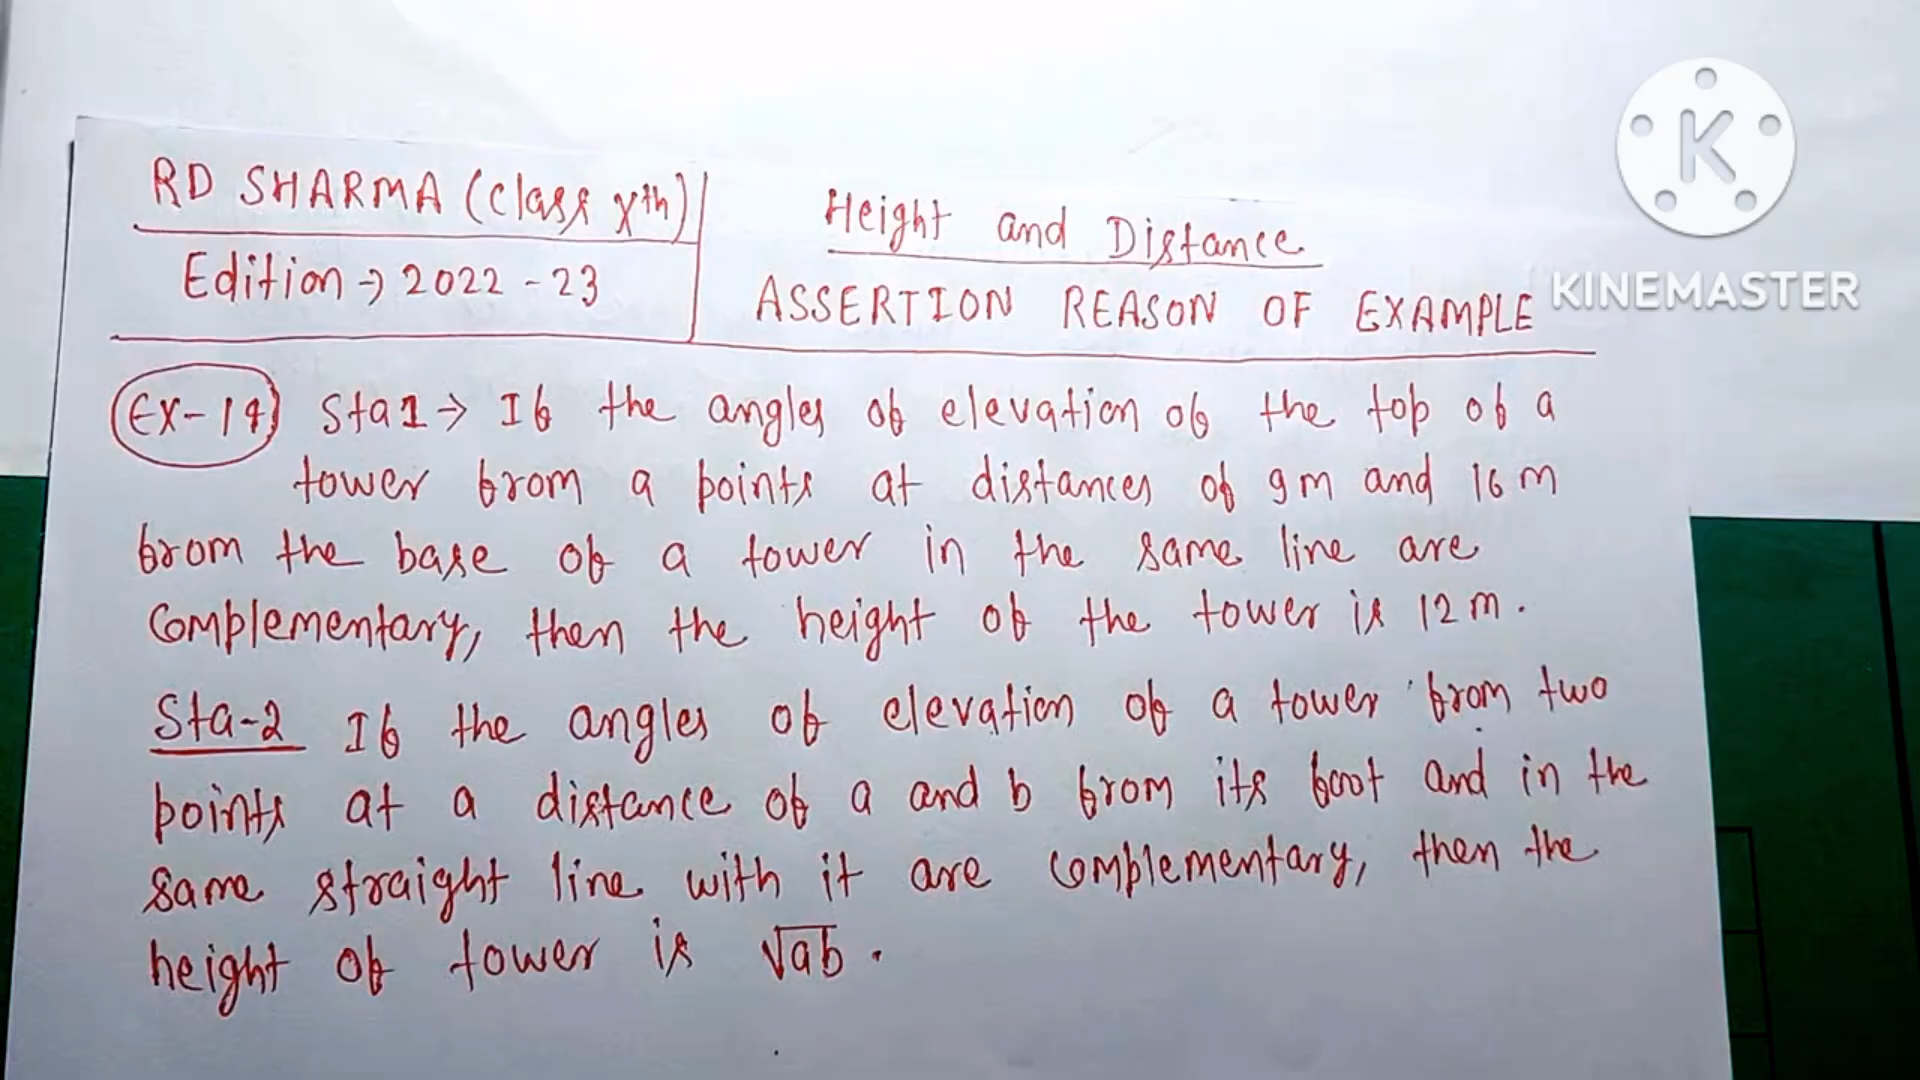 RD SHARMA (Class Xth)
Edition → 2022 - 23
Height and Distance
ASSERTION REASON OF EXAMPLE
KINEMASTER
Ex-19 Sta1 → If the angles of elevation of the top of a
tower from a points at distances of 9m and 16 m
from the base of a tower in the same line are
Complementary, then the height of the tower is 12 m.
Sta-2 If the angles of elevation of a tower from two
points at a distance of a and b from its foot and in the
same straight line with it are complementary, then the
height of tower is √ab.